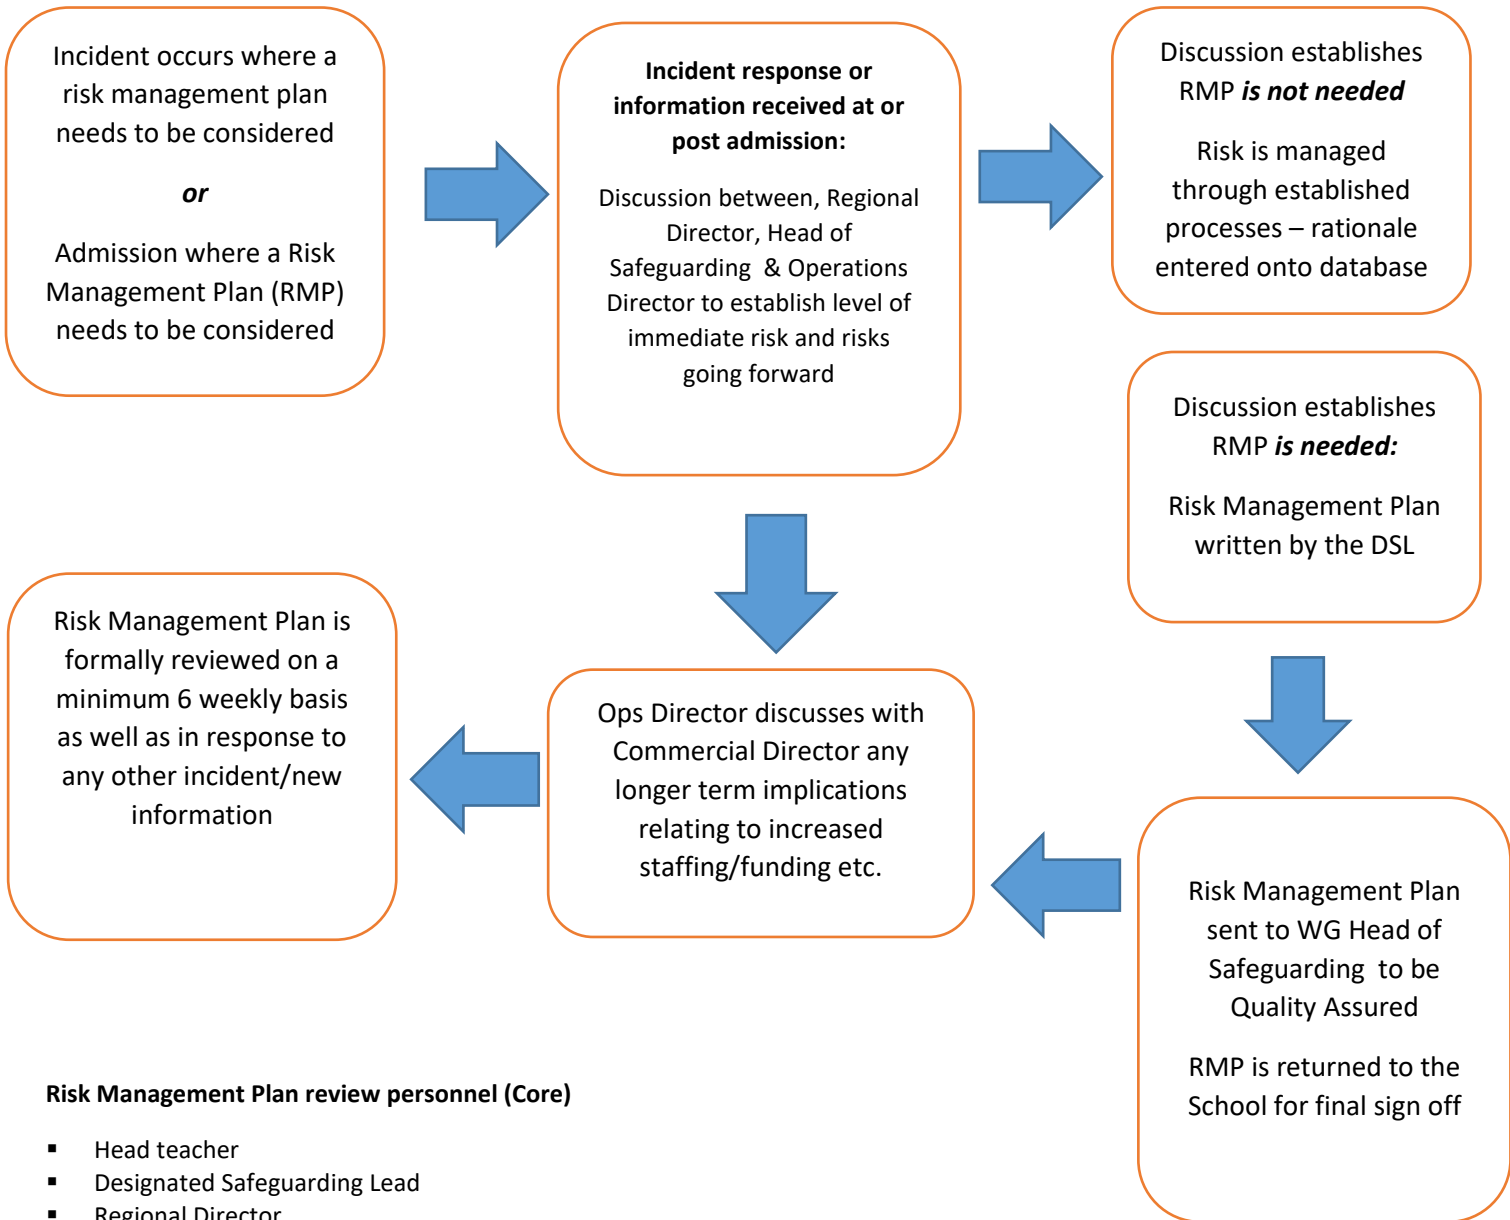 Incident occurs where a
risk management plan
needs to be considered
or
Admission where a Risk
Management Plan (RMP)
needs to be considered
Incident response or
information received at or
post admission:
Discussion between, Regional
Director, Head of
Safeguarding & Operations
Director to establish level of
immediate risk and risks
going forward
Discussion establishes
RMP is not needed
Risk is managed
through established
processes – rationale
entered onto database
Discussion establishes
RMP is needed:
Risk Management Plan
written by the DSL
Risk Management Plan is
formally reviewed on a
minimum 6 weekly basis
as well as in response to
any other incident/new
information
Ops Director discusses with
Commercial Director any
longer term implications
relating to increased
staffing/funding etc.
Risk Management Plan
sent to WG Head of
Safeguarding to be
Quality Assured
RMP is returned to the
School for final sign off
Risk Management Plan review personnel (Core)
▪ Head teacher
▪ Designated Safeguarding Lead
▪ Regional Director